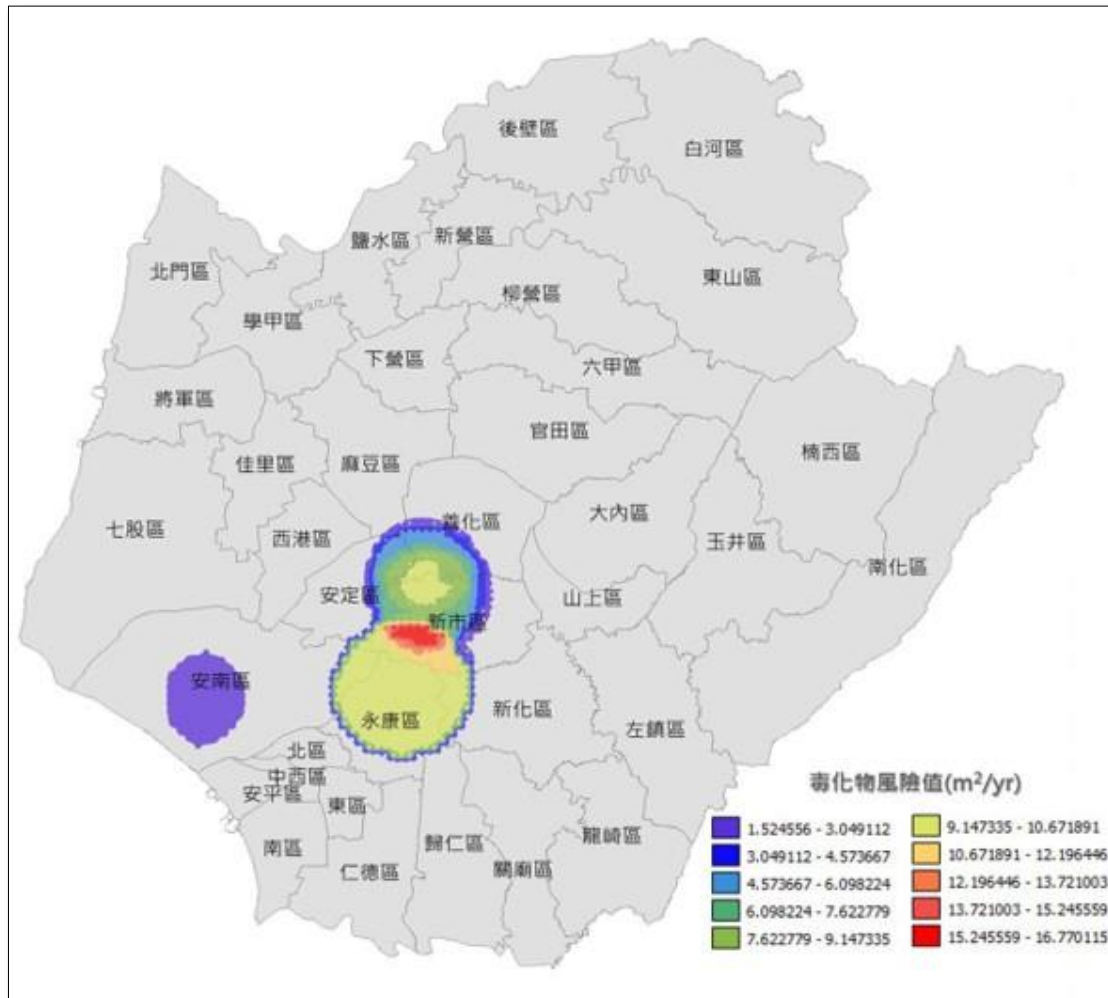 後壁區
白河區
鹽水區
新營區
北門區
東山區
柳營區
學甲區
下營區
六甲區
將軍區
官田區
楠西區
佳里區
麻豆區
七股區
西港區
善化區
大內區
玉井區
南化區
安定區
山上區
新市區
安南區
永康區
新化區
左鎮區
北區
中西區
安平區
東區
南區
仁德區
歸仁區
關廟區
龍崎區
毒化物風險值(m²/yr)
1.524556 - 3.049112
3.049112 - 4.573667
4.573667 - 6.098224
6.098224 - 7.622779
7.622779 - 9.147335
9.147335 - 10.671891
10.671891 - 12.196446
12.196446 - 13.721003
13.721003 - 15.245559
15.245559 - 16.770115